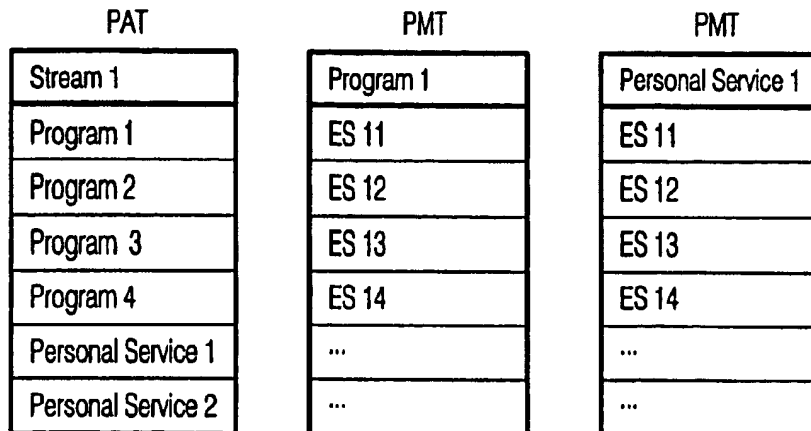 PAT
Stream 1
Program 1
Program 2
Program 3
Program 4
Personal Service 1
Personal Service 2
PMT
Program 1
ES 11
ES 12
ES 13
ES 14
...
...
PMT
Personal Service 1
ES 11
ES 12
ES 13
ES 14
...
...